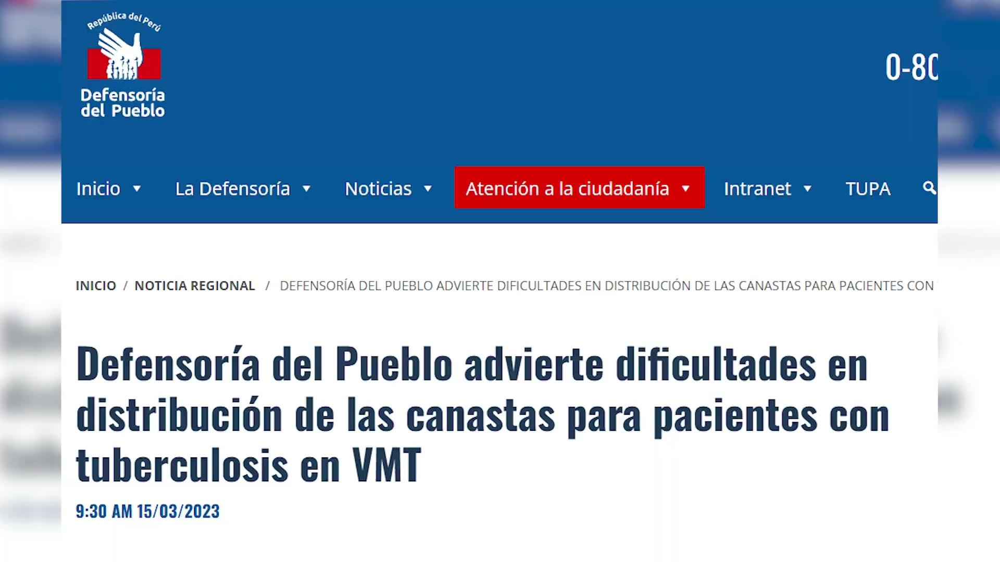 República del Perú
Defensoría
del Pueblo
0-80
Inicio
La Defensoría
Noticias
Atención a la ciudadanía
Intranet
TUPA
INICIO / NOTICIA REGIONAL / DEFENSORÍA DEL PUEBLO ADVIERTE DIFICULTADES EN DISTRIBUCIÓN DE LAS CANASTAS PARA PACIENTES CON
Defensoría del Pueblo advierte dificultades en
distribución de las canastas para pacientes con
tuberculosis en VMT
9:30 AM 15/03/2023